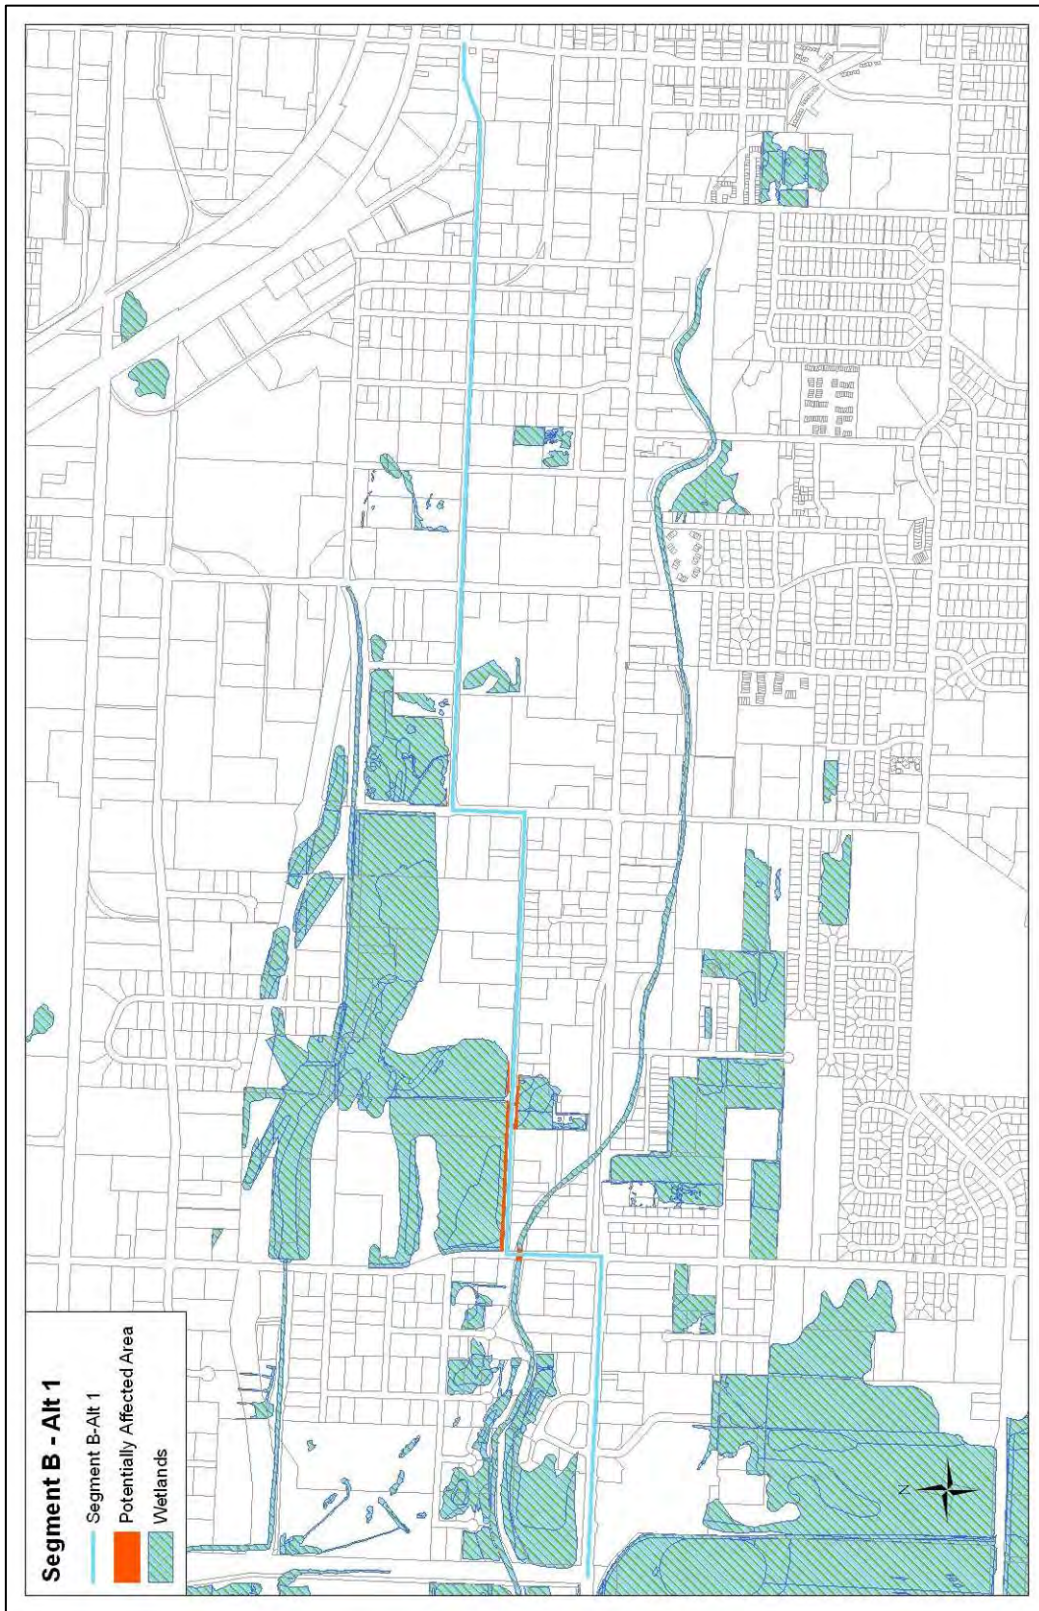 Segment B - Alt 1
Segment B-Alt 1
Potentially Affected Area
Wetlands
N